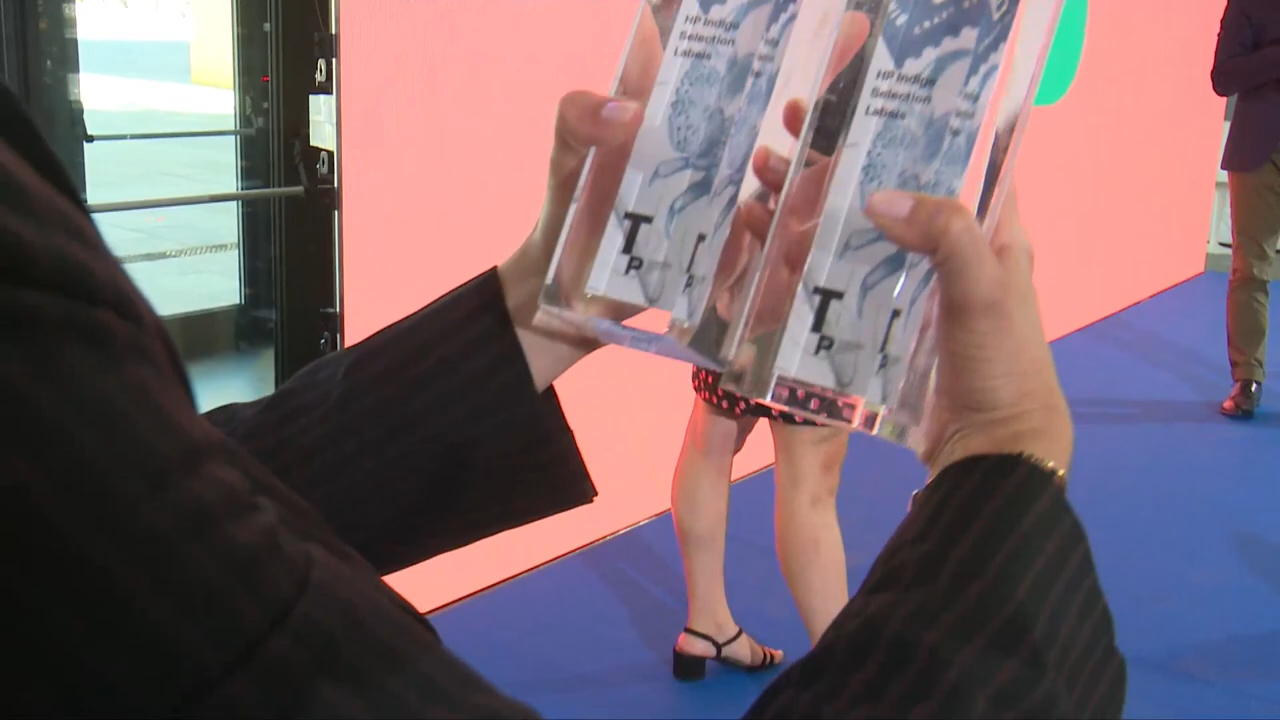 HP Indigo
Selection
Labels
T
P
HP Indigo
Selection
Labels
T
P